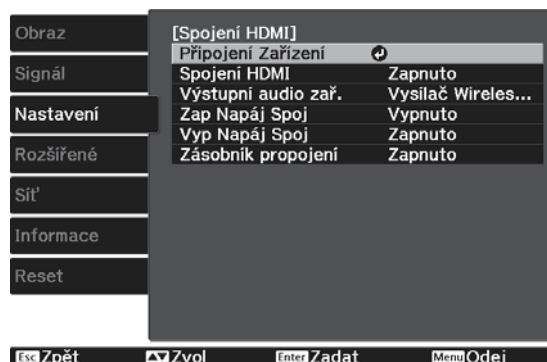 Obraz
Signál
Nastavení
Rozšířené
Síť
Informace
Reset
[Spojení HDMI]
Připojení Zařízení
Spojení HDMI Zapnuto
Výstupní audio zař. Vysílač Wireles...
Zap Napáj Spoj Vypnuto
Vyp Napáj Spoj Zapnuto
Zásobník propojení Zapnuto
Esc Zpět Zvol Enter Zadat Menu Odej